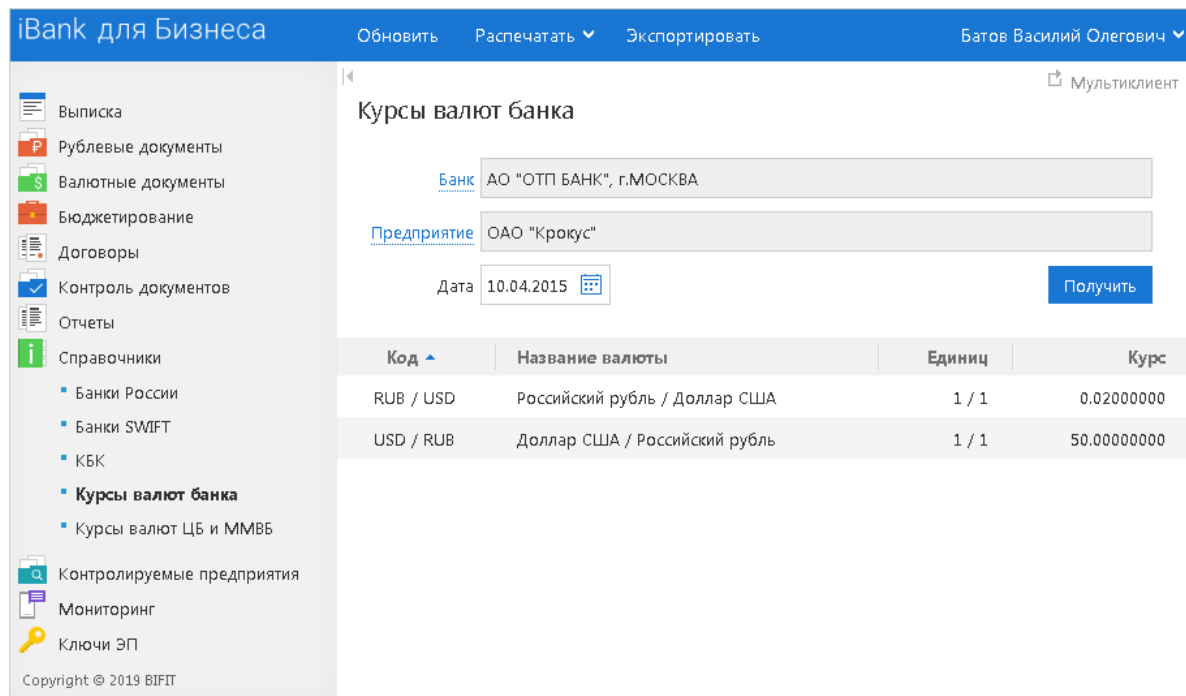 iBank для Бизнеса
Обновить Распечатать Экспортировать Батов Василий Олегович
Мультиклиент
Выписка
Рублевые документы
Валютные документы
Бюджетирование
Договоры
Контроль документов
Отчеты
Справочники
Банки России
Банки SWIFT
КБК
Курсы валют банка
Курсы валют ЦБ и ММВБ
Контролируемые предприятия
Мониторинг
Ключи ЭП
Copyright © 2019 BIFIT
Курсы валют банка
Банк АО "ОТП БАНК", г.МОСКВА
Предприятие ОАО "Крокус"
Дата 10.04.2015 Получить
Код Название валюты Единиц Курс
RUB / USD Российский рубль / Доллар США 1 / 1 0.02000000
USD / RUB Доллар США / Российский рубль 1 / 1 50.00000000